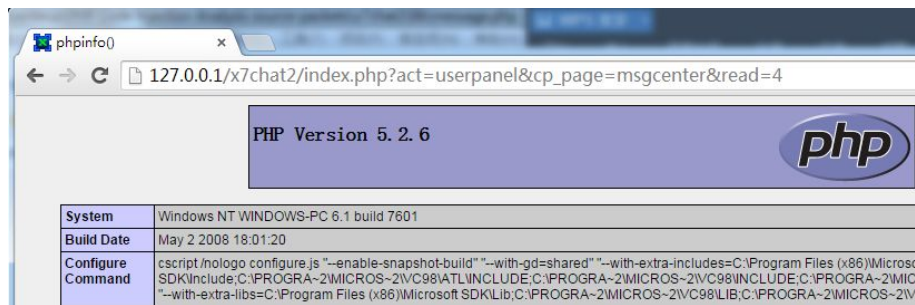 phpinfo()
127.0.0.1/x7chat2/index.php?act=userpanel&cp_page=msgcenter&read=4
PHP Version 5.2.6
php
System Windows NT WINDOWS-PC 6.1 build 7601
Build Date May 2 2008 18:01:20
Configure Command cscript /nologo configure.js "--enable-snapshot-build" "--with-gd=shared" "--with-extra-includes=C:\Program Files (x86)\Microso
SDK\Include;C:\PROGRA~2\MICROS~2\VC98\ATL\INCLUDE;C:\PROGRA~2\MICROS~2\VC98\INCLUDE;C:\PROGRA~2\MIC
"--with-extra-libs=C:\Program Files (x86)\Microsoft SDK\Lib;C:\PROGRA~2\MICROS~2\VC98\LIB;C:\PROGRA~2\MICROS~2\V